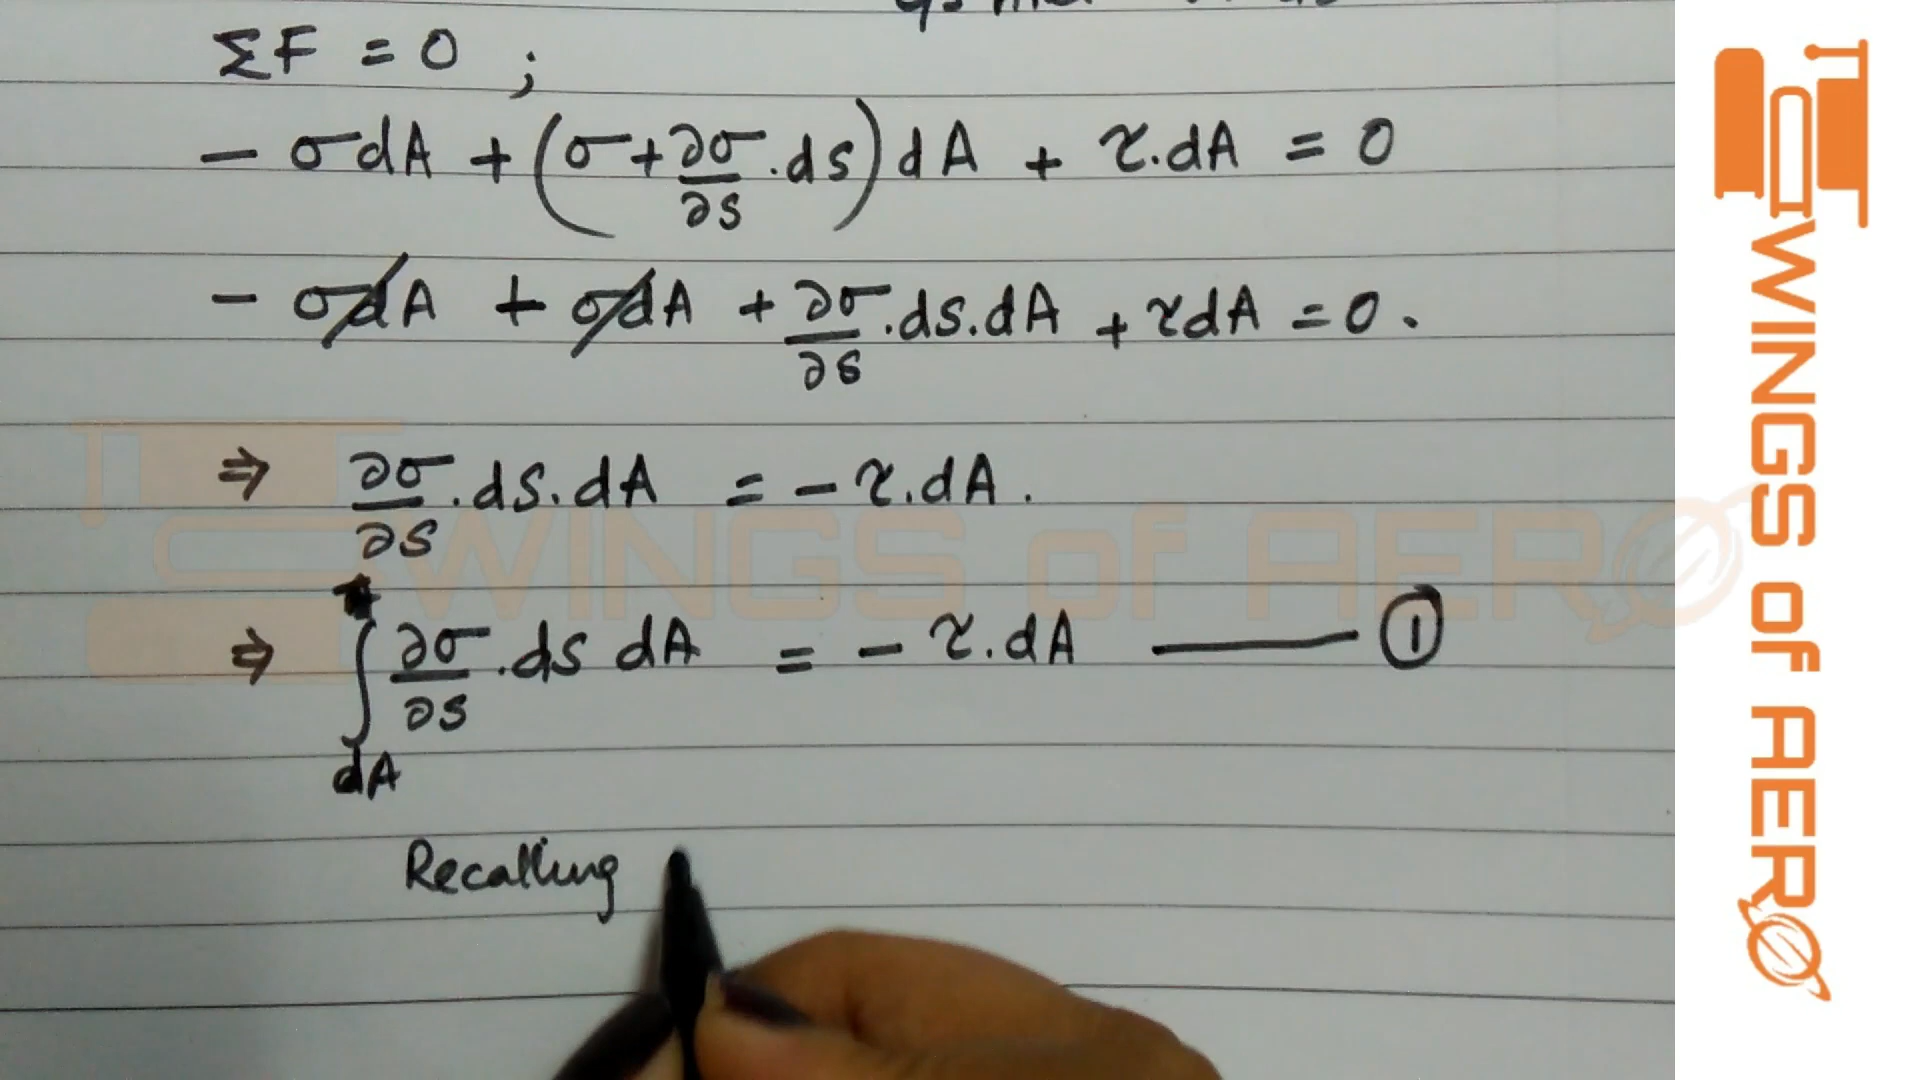 ΣF = 0 ;
- σdA + (σ + ∂σ/∂s .ds) dA + τ.dA = 0
- σdA + σdA + ∂σ/∂s .ds.dA + τdA = 0 .
⇒ ∂σ/∂s .ds.dA = - τ.dA .
⇒ ∫dA ∂σ/∂s .ds dA = - τ.dA —— ①
Recalling
WINGS of AERO
WINGS of AERO